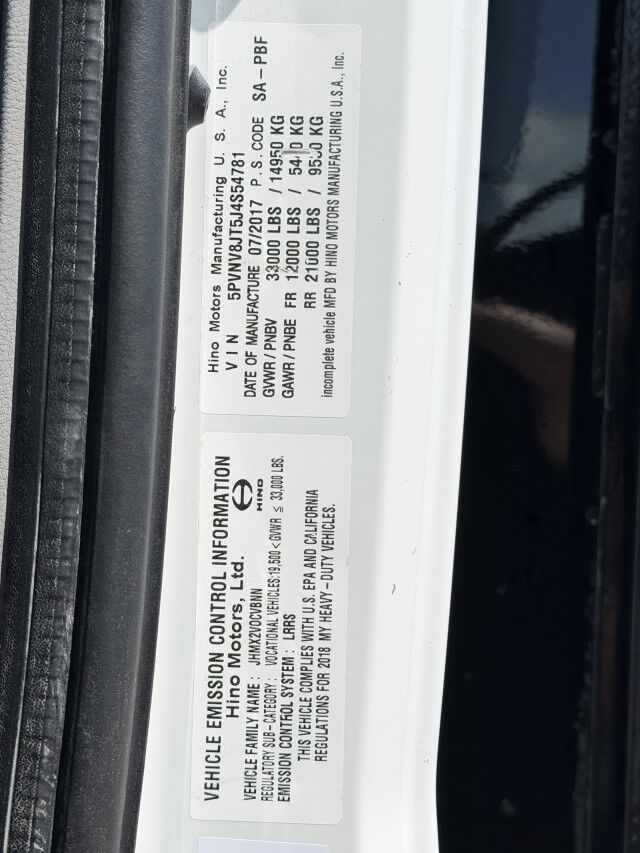 Hino Motors Manufacturing U. S. A., Inc.
VIN 5PVNV8JT5J4S54781
DATE OF MANUFACTURE 07/2017 P.S.CODE SA-PBF
GVWR/PNBV 33000 LBS /14950 KG
GAWR/PNBE FR 12000 LBS / KG
RR 21000 LBS / KG
incomplete vehicle MFD BY HINO MOTORS MANUFACTURING U.S.A., Inc.
VEHICLE EMISSION CONTROL INFORMATION
Hino Motors, Ltd.
HINO
VEHICLE FAMILY NAME : JHMX2VOCVBNN
REGULATORY SUB-CATEGORY : VOCATIONAL VEHICLES:19,500 <GVWR ≦ 33,000 LBS.
EMISSION CONTROL SYSTEM : LRRS
THIS VEHICLE COMPLIES WITH U.S. EPA AND CALIFORNIA
REGULATIONS FOR 2018 MY HEAVY-DUTY VEHICLES.